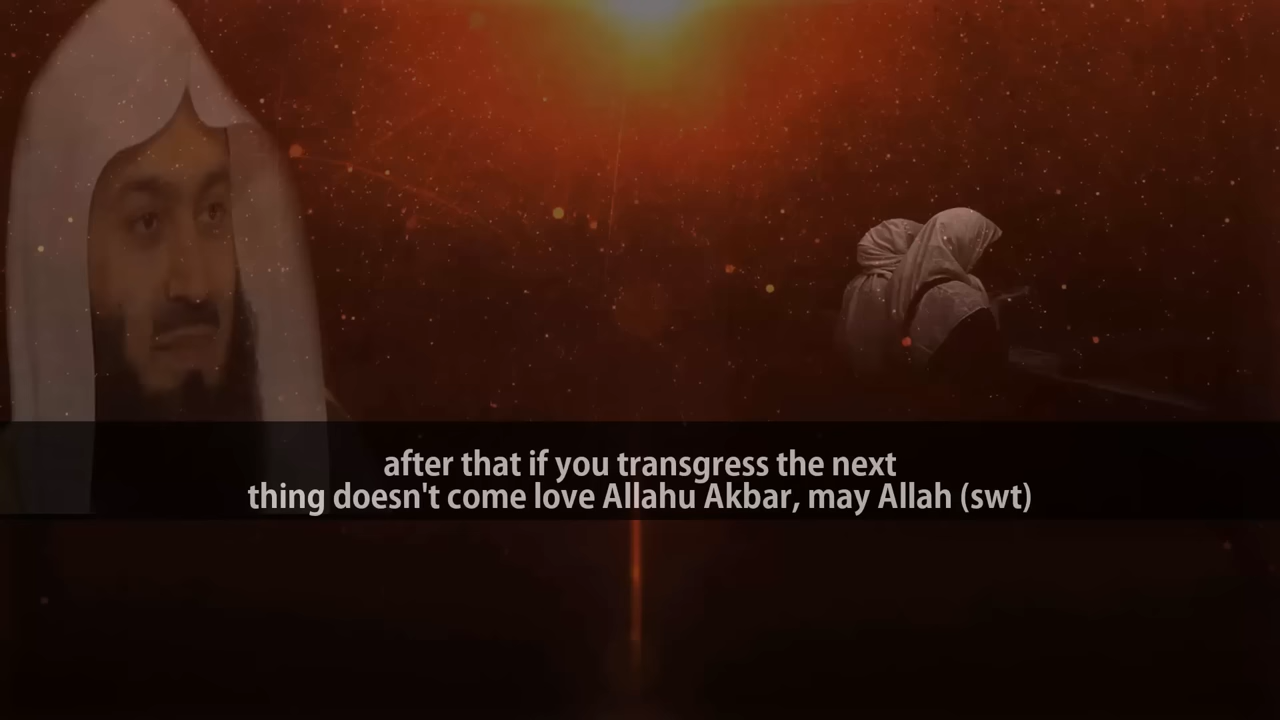 after that if you transgress the next
thing doesn't come love Allahu Akbar, may Allah (swt)